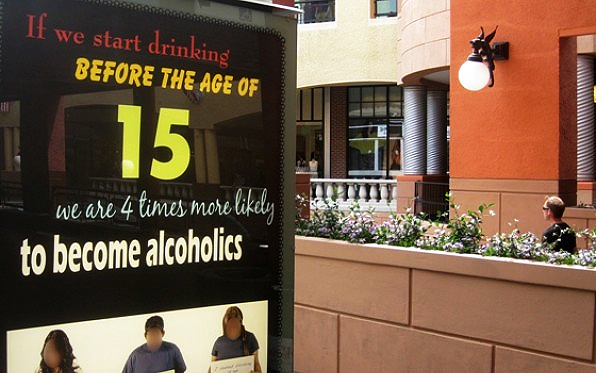 If we start drinking
BEFORE THE AGE OF
15
we are 4 times more likely
to become alcoholics